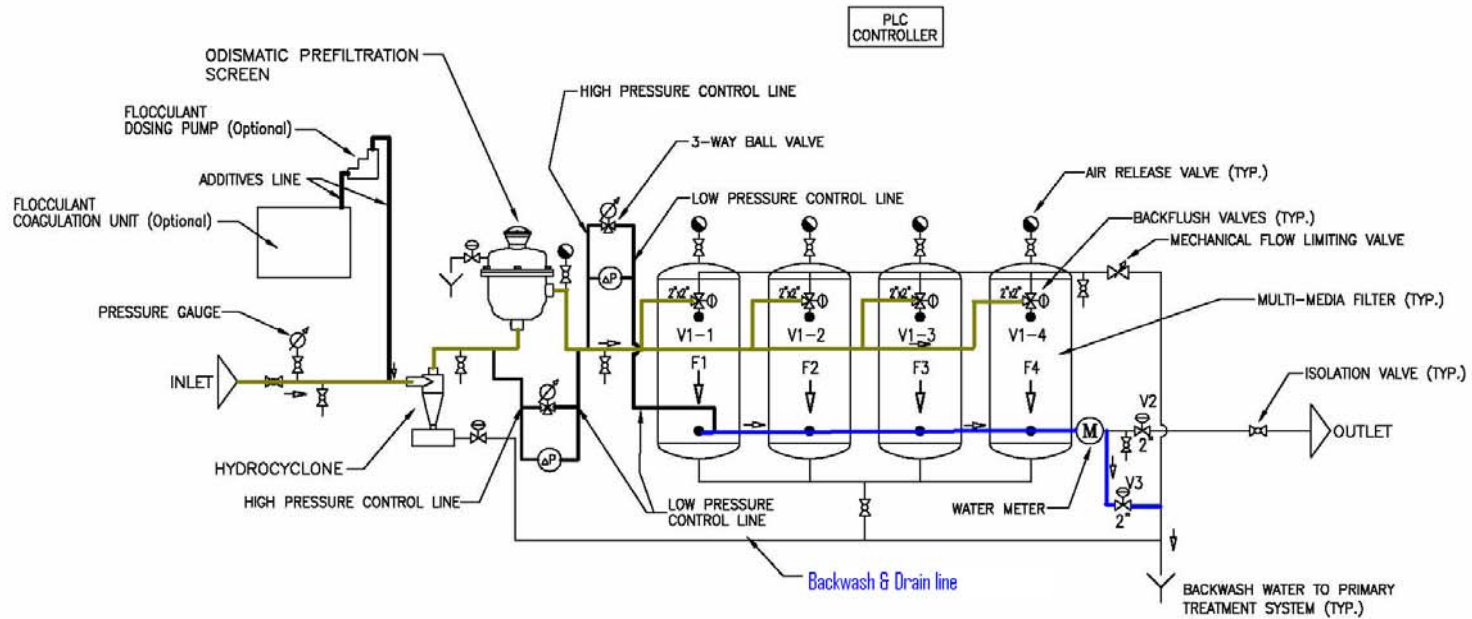 PLC
CONTROLLER
ODISMATIC PREFILTRATION
SCREEN
HIGH PRESSURE CONTROL LINE
FLOCCULANT
DOSING PUMP (Optional)
3-WAY BALL VALVE
ADDITIVES LINE
AIR RELEASE VALVE (TYP.)
LOW PRESSURE CONTROL LINE
FLOCCULANT
COAGULATION UNIT (Optional)
BACKFLUSH VALVES (TYP.)
MECHANICAL FLOW LIMITING VALVE
ΔP
2"x2"
2"x2"
2"x2"
2"x2"
MULTI-MEDIA FILTER (TYP.)
PRESSURE GAUGE
V1-1
V1-2
V1-3
V1-4
F1
F2
F3
F4
INLET
ISOLATION VALVE (TYP.)
V2
M
2"
OUTLET
ΔP
HYDROCYCLONE
V3
2"
HIGH PRESSURE CONTROL LINE
LOW PRESSURE
CONTROL LINE
WATER METER
Backwash & Drain line
BACKWASH WATER TO PRIMARY
TREATMENT SYSTEM (TYP.)